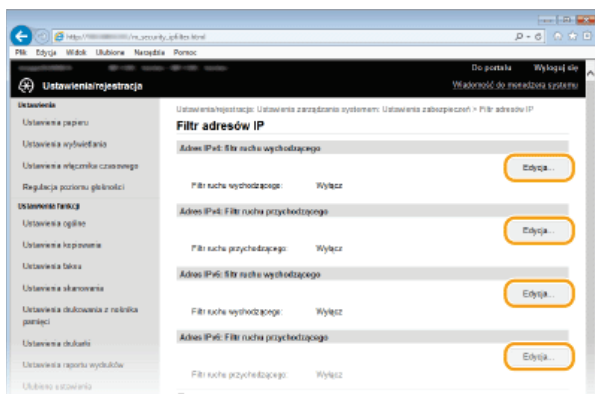 http://
/m_security_ipfilter.html
Plik Edycja Widok Ulubione Narzędzia Pomoc
Do portalu Wyloguj się
Ustawienia/rejestracja
Wiadomość do menedżera systemu
Ustawienia
Ustawienia/rejestracja: Ustawienia zarządzania systemem: Ustawienia zabezpieczeń > Filtr adresów IP
Ustawienia papieru
Filtr adresów IP
Ustawienia wyświetlania
Adres IPv4: filtr ruchu wychodzącego
Ustawienia włącznika czasowego
Edycja...
Regulacja poziomu głośności
Filtr ruchu wychodzącego: Wyłącz
Ustawienia funkcji
Adres IPv4: Filtr ruchu przychodzącego
Ustawienia ogólne
Edycja...
Ustawienia kopiowania
Filtr ruchu przychodzącego: Wyłącz
Ustawienia faksu
Adres IPv6: filtr ruchu wychodzącego
Ustawienia skanowania
Edycja...
Ustawienia drukowania z nośnika pamięci
Filtr ruchu wychodzącego: Wyłącz
Adres IPv6: Filtr ruchu przychodzącego
Ustawienia drukarki
Edycja...
Ustawienia raportu wydruków
Filtr ruchu przychodzącego: Wyłącz
Ulubione ustawienia